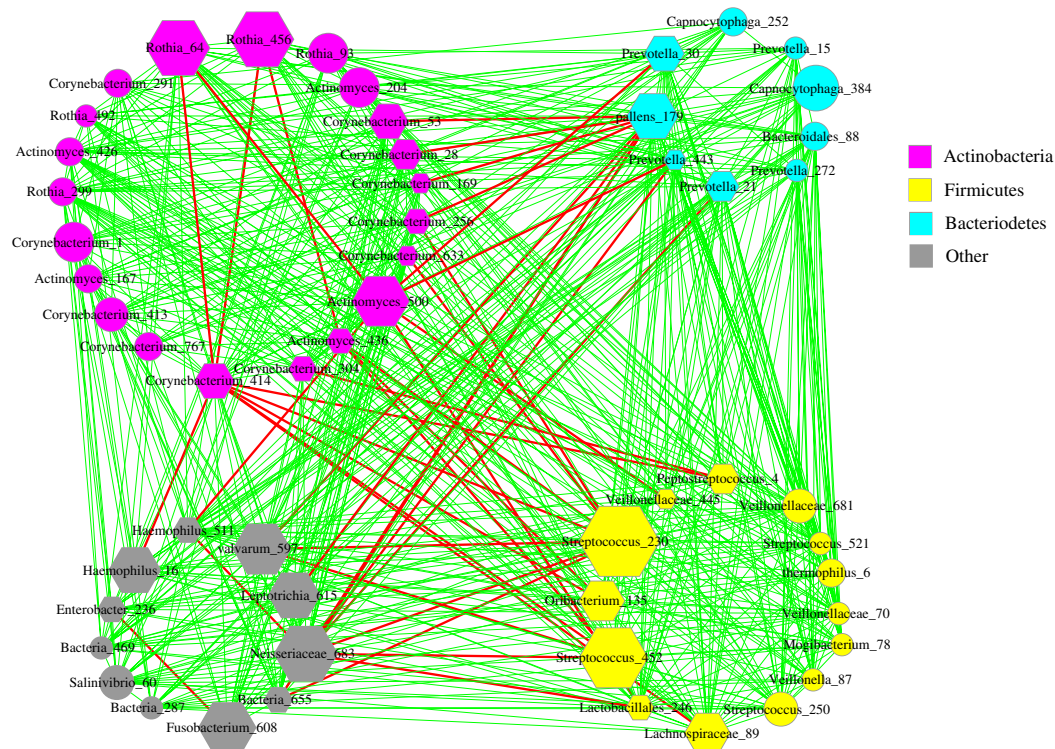 Rothia_64
Rothia_456
Rothia_93
Corynebacterium_291
Actinomyces_204
Rothia_492
Corynebacterium_53
Actinomyces_426
Corynebacterium_28
Rothia_299
Corynebacterium_169
Corynebacterium_256
Corynebacterium_1
Corynebacterium_633
Actinomyces_167
Actinomyces_500
Corynebacterium_413
Actinomyces_436
Corynebacterium_767
Corynebacterium_304
Corynebacterium_414
Capnocytophaga_252
Prevotella_30
Prevotella_15
Capnocytophaga_384
pallens_179
Bacteroidales_88
Prevotella_443
Prevotella_272
Prevotella_21
Actinobacteria
Firmicutes
Bacteriodetes
Other
Haemophilus_511
valvarum_597
Haemophilus_16
Leptotrichia_615
Enterobacter_236
Bacteria_469
Neisseriaceae_683
Salinivibrio_60
Bacteria_655
Bacteria_287
Fusobacterium_608
Peptostreptococcus_4
Veillonellaceae_445
Veillonellaceae_681
Streptococcus_230
Streptococcus_521
thermophilus_6
Oribacterium_135
Veillonellaceae_70
Mogibacterium_78
Streptococcus_452
Veillonella_87
Lactobacillales_246
Streptococcus_250
Lachnospiraceae_89